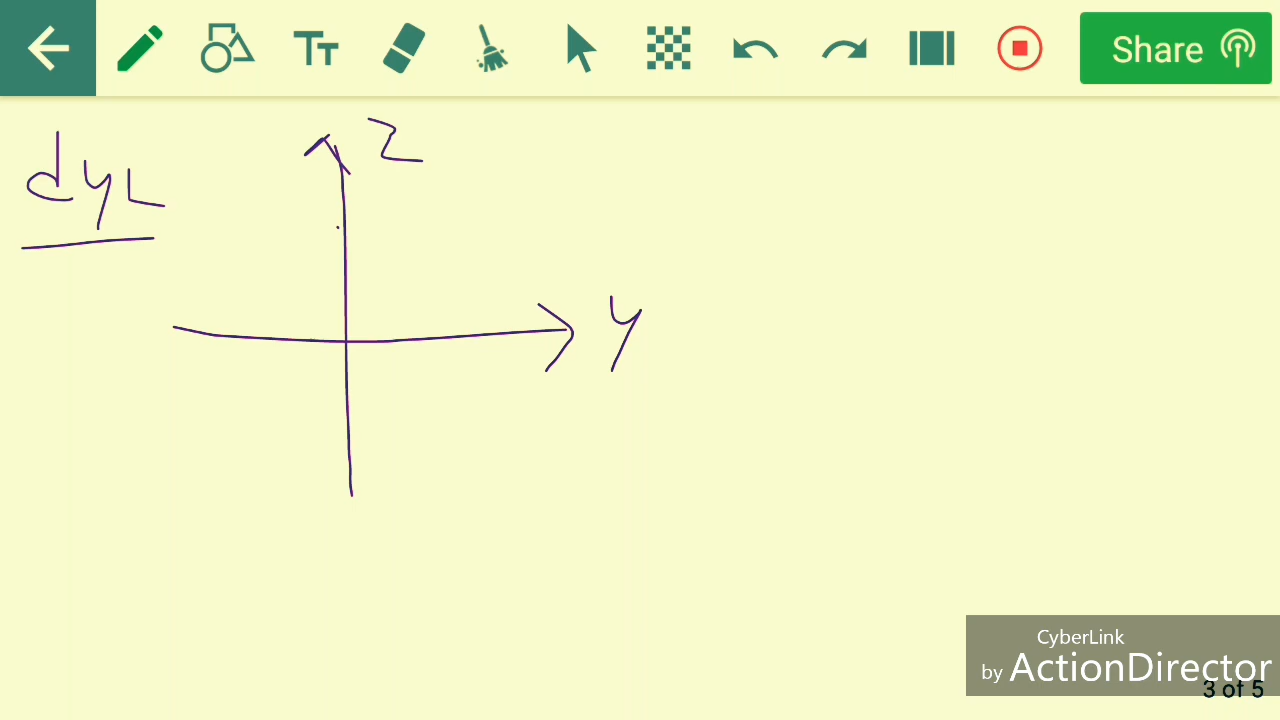 Share
Z
dyz
y
CyberLink
by ActionDirector
3 of 5